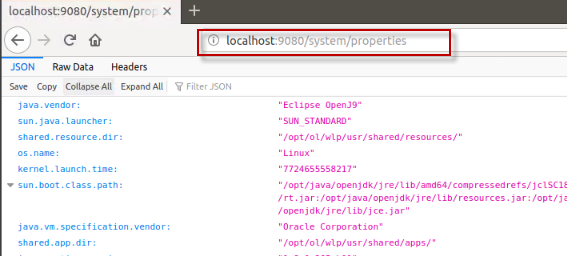 localhost:9080/system/prop
localhost:9080/system/properties
JSON Raw Data Headers
Save Copy Collapse All Expand All Filter JSON
java.vendor: "Eclipse OpenJ9"
sun.java.launcher: "SUN_STANDARD"
shared.resource.dir: "/opt/ol/wlp/usr/shared/resources/"
os.name: "Linux"
kernel.launch.time: "7724655558217"
sun.boot.class.path: "/opt/java/openjdk/jre/lib/amd64/compressedrefs/jclSC18
/rt.jar:/opt/java/openjdk/jre/lib/resources.jar:/opt/ja
/openjdk/jre/lib/jce.jar"
java.vm.specification.vendor: "Oracle Corporation"
shared.app.dir: "/opt/ol/wlp/usr/shared/apps/"